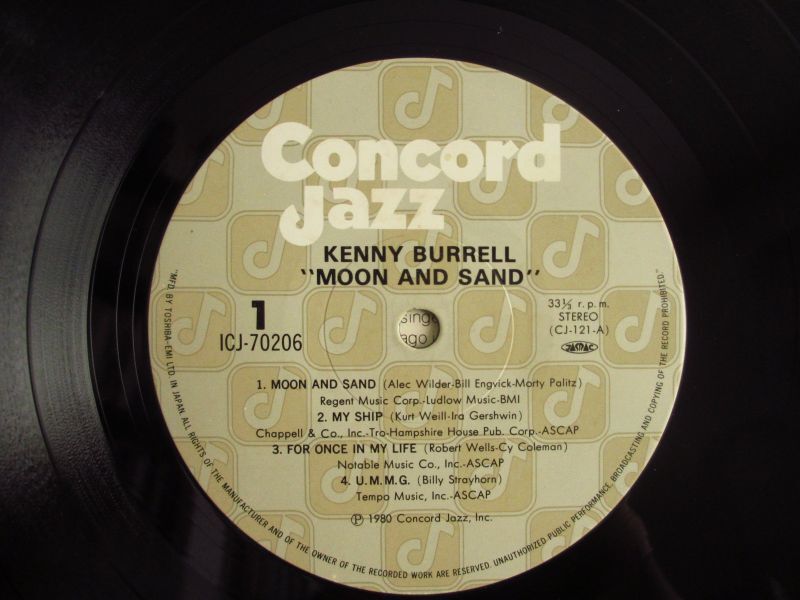 Concord
Jazz
KENNY BURRELL
"MOON AND SAND"
1
ICJ-70206
33⅓ r.p.m.
STEREO
(CJ-121-A)
JASRAC
1. MOON AND SAND (Alec Wilder-Bill Engvick-Morty Palitz)
Regent Music Corp.-Ludlow Music-BMI
2. MY SHIP (Kurt Weill-Ira Gershwin)
Chappell & Co., Inc.-Tro-Hampshire House Pub. Corp.-ASCAP
3. FOR ONCE IN MY LIFE (Robert Wells-Cy Coleman)
Notable Music Co., Inc.-ASCAP
4. U.M.M.G. (Billy Strayhorn)
Tempo Music, Inc.-ASCAP
℗ 1980 Concord Jazz, Inc.
"MFD. BY TOSHIBA-EMI LTD. IN JAPAN. ALL RIGHTS OF THE MANUFACTURER AND OF THE OWNER OF THE RECORDED WORK ARE RESERVED. UNAUTHORIZED PUBLIC PERFORMANCE, BROADCASTING AND COPYING OF THE RECORD PROHIBITED."
ago